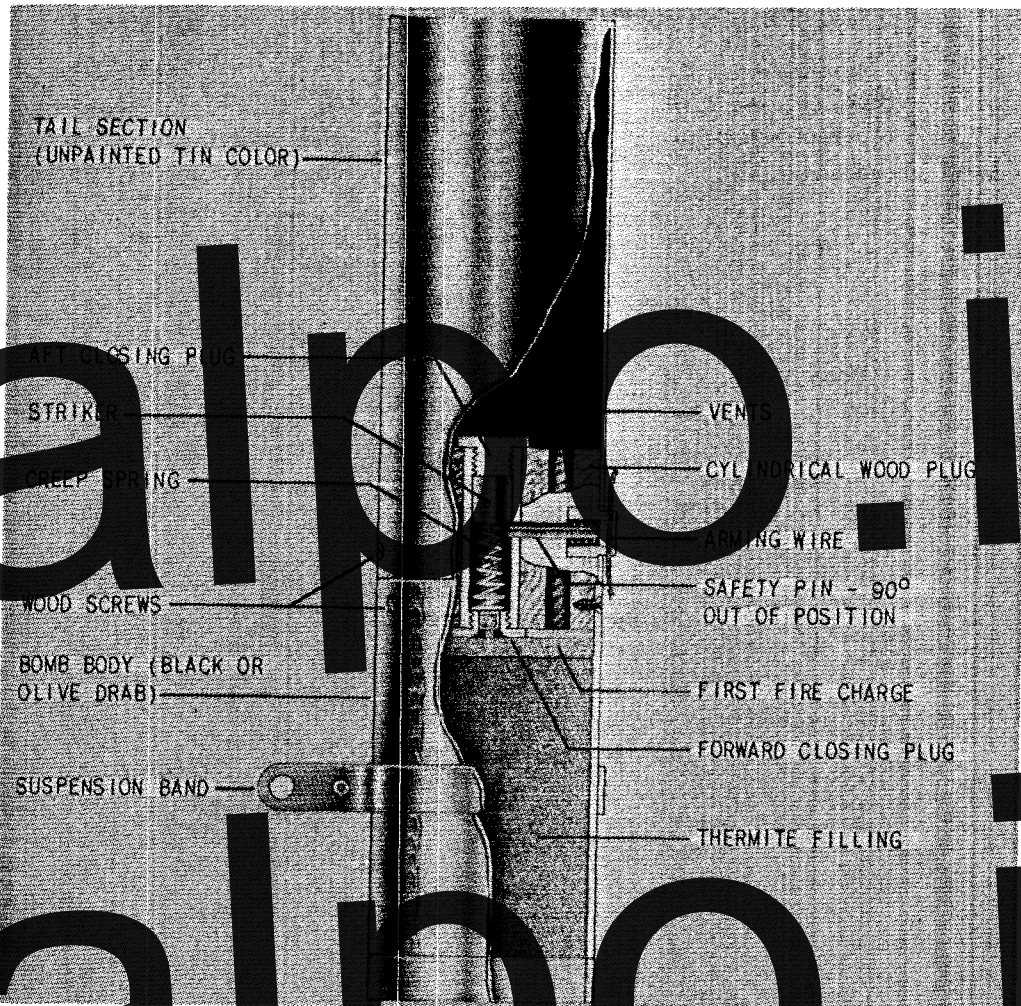 TAIL SECTION
(UNPAINTED TIN COLOR)
AFT CLOSING PLUG
STRIKER
CREEP SPRING
WOOD SCREWS
BOMB BODY (BLACK OR
OLIVE DRAB)
SUSPENSION BAND
VENTS
CYLINDRICAL WOOD PLUG
ARMING WIRE
SAFETY PIN - 90°
OUT OF POSITION
FIRST FIRE CHARGE
FORWARD CLOSING PLUG
THERMITE FILLING
alpo.i
alpo.i